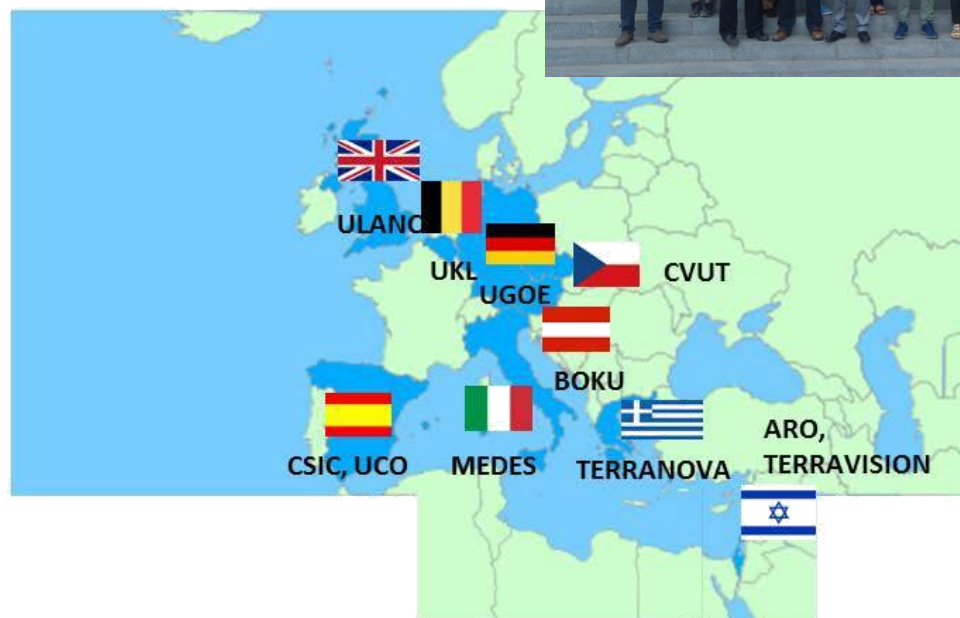 ULANC
UKL
UGOE
CVUT
BOKU
CSIC, UCO
MEDES
TERRANOVA
ARO,
TERRAVISION